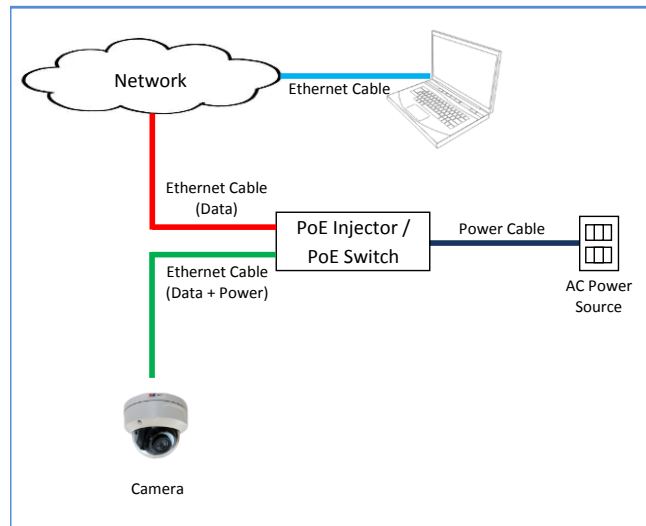 Network
Ethernet Cable
Ethernet Cable
(Data)
PoE Injector /
PoE Switch
Power Cable
Ethernet Cable
(Data + Power)
AC Power
Source
Camera